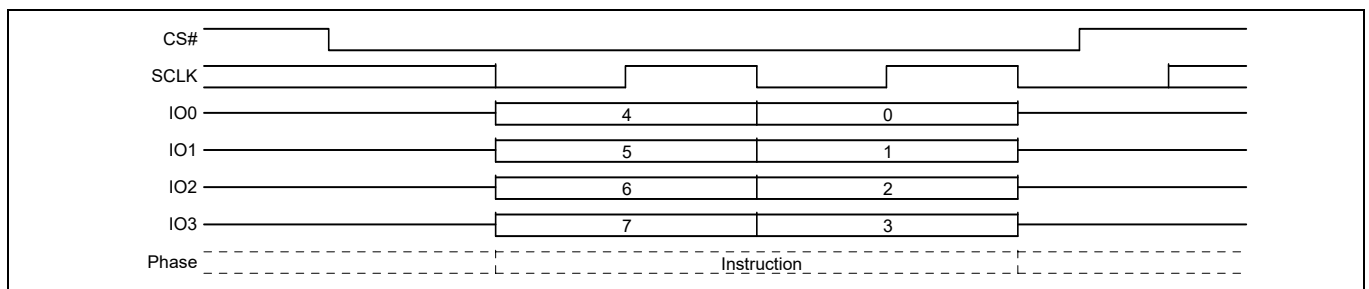 CS#
SCLK
IO0 4 0
IO1 5 1
IO2 6 2
IO3 7 3
Phase Instruction